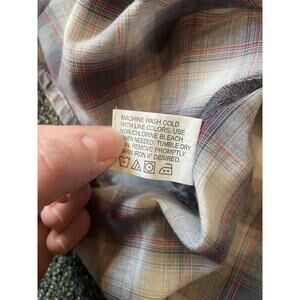 MACHINE WASH COLD
WITH LIKE COLORS; USE
NON CHLORINE BLEACH
WHEN NEEDED; TUMBLE DRY
REMOVE PROMPTLY
WARM IRON IF DESIRED.